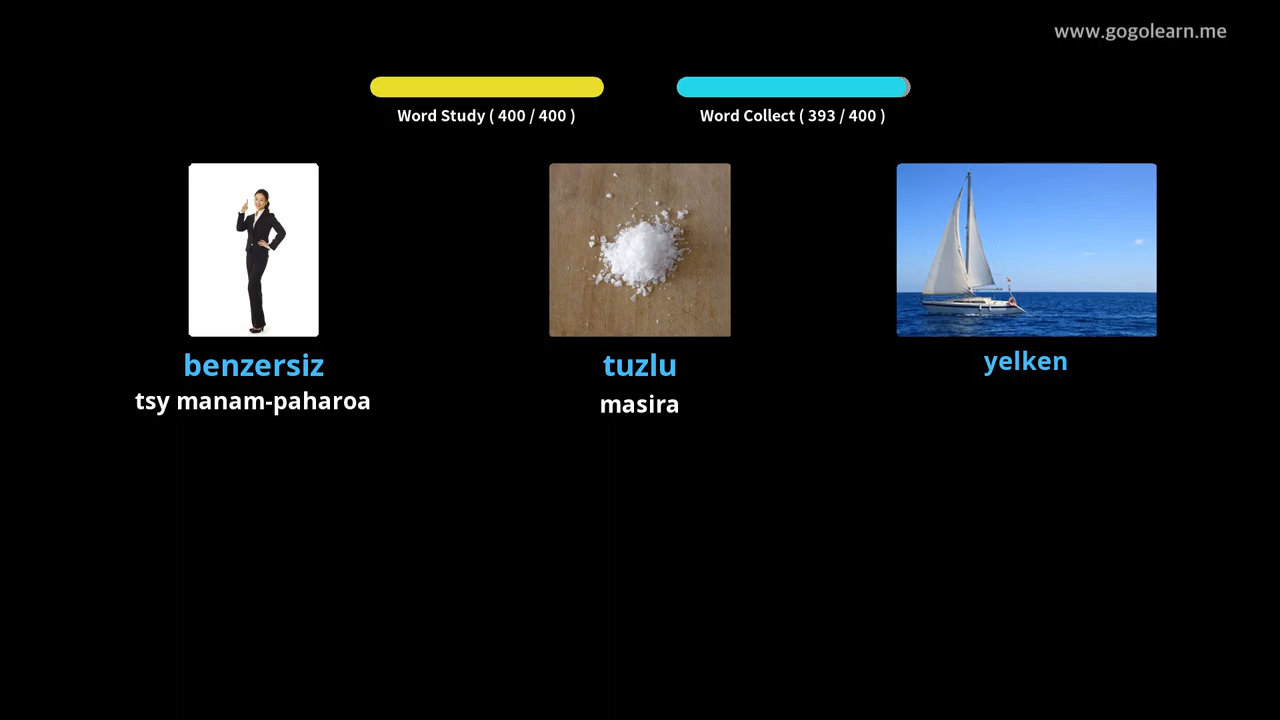 www.gogolearn.me
Word Study ( 400 / 400 )
Word Collect ( 393 / 400 )
benzersiz
tsy manam-paharoa
tuzlu
masira
yelken